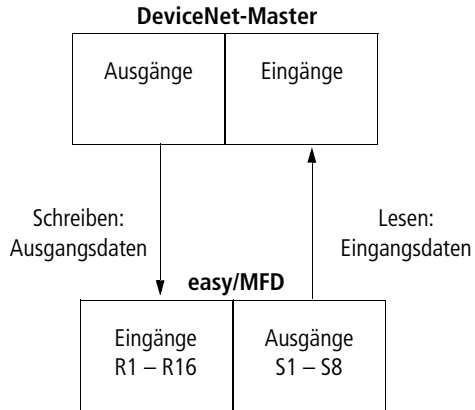 DeviceNet-Master
Ausgänge
Eingänge
Schreiben:
Ausgangsdaten
Lesen:
Eingangsdaten
easy/MFD
Eingänge
R1 – R16
Ausgänge
S1 – S8